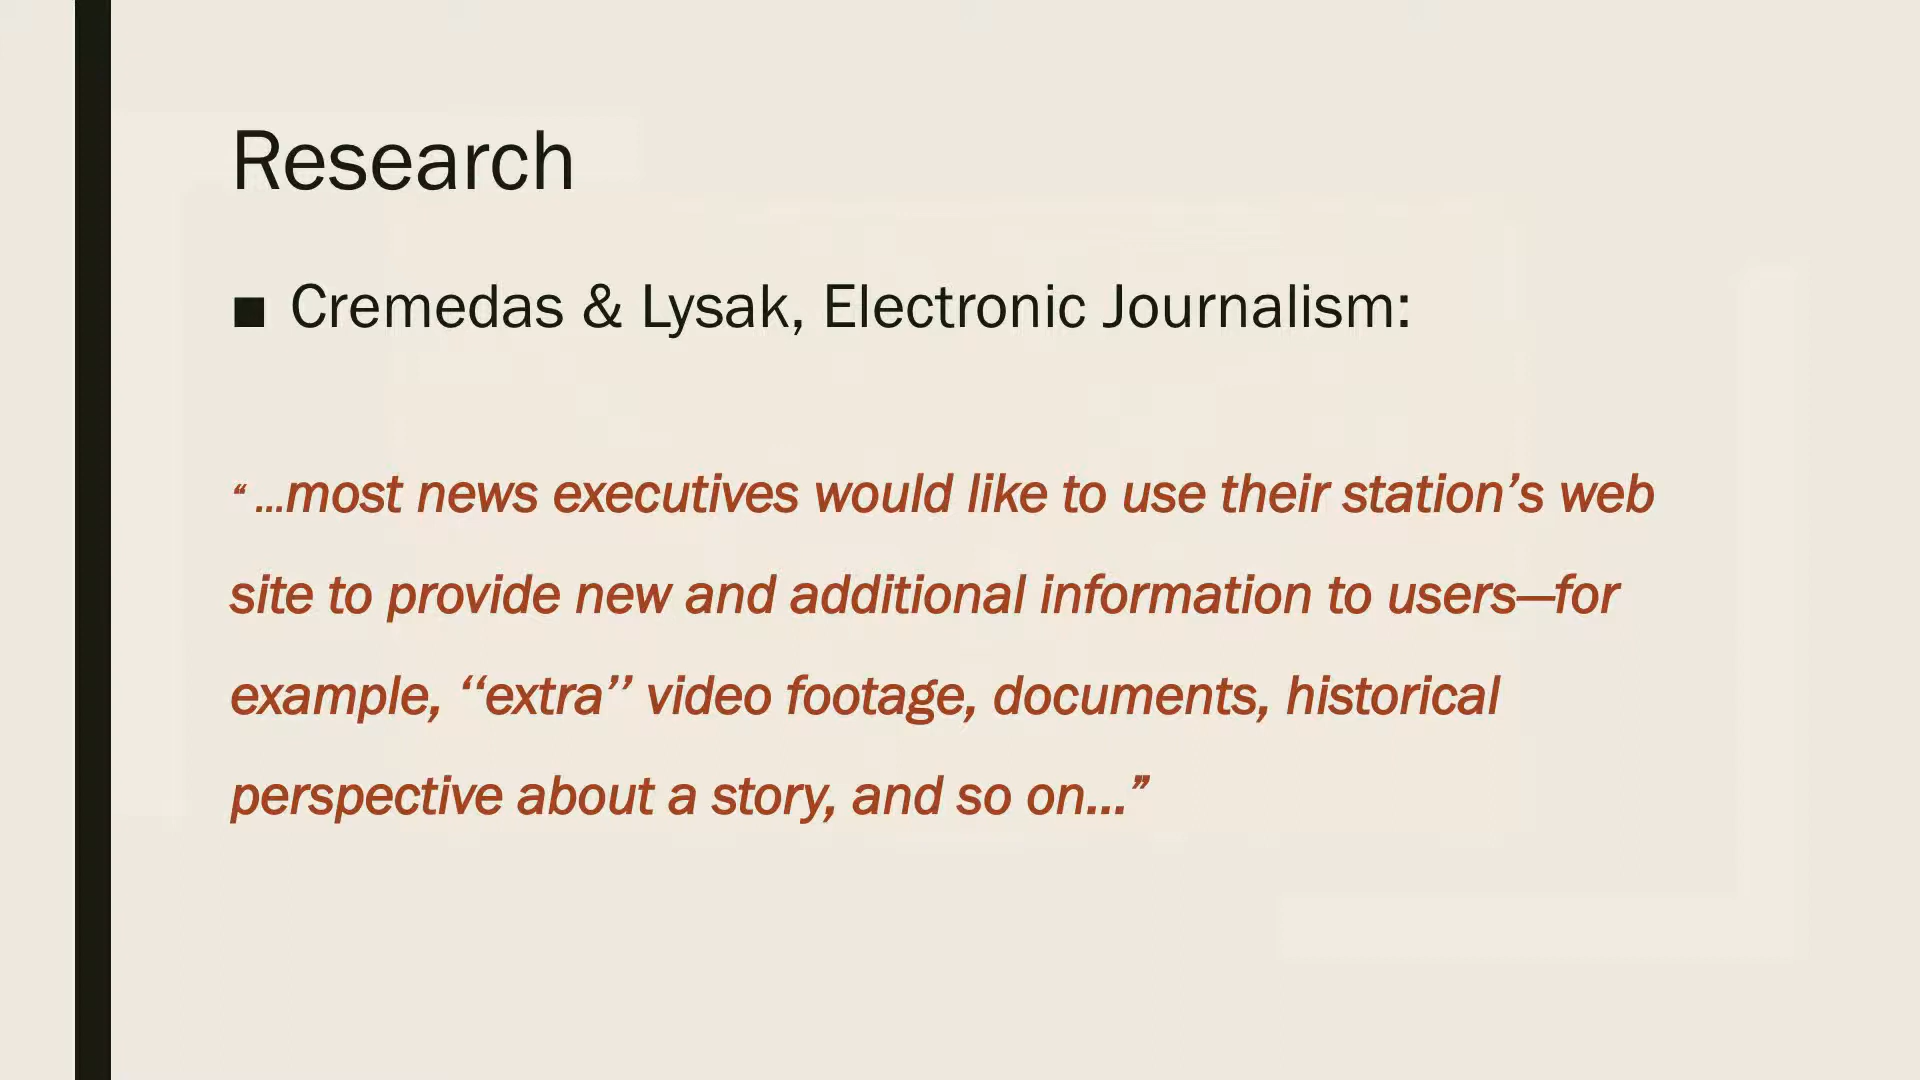 Research
■ Cremedas & Lysak, Electronic Journalism:
“ …most news executives would like to use their station’s web
site to provide new and additional information to users—for
example, ‘‘extra’’ video footage, documents, historical
perspective about a story, and so on…”